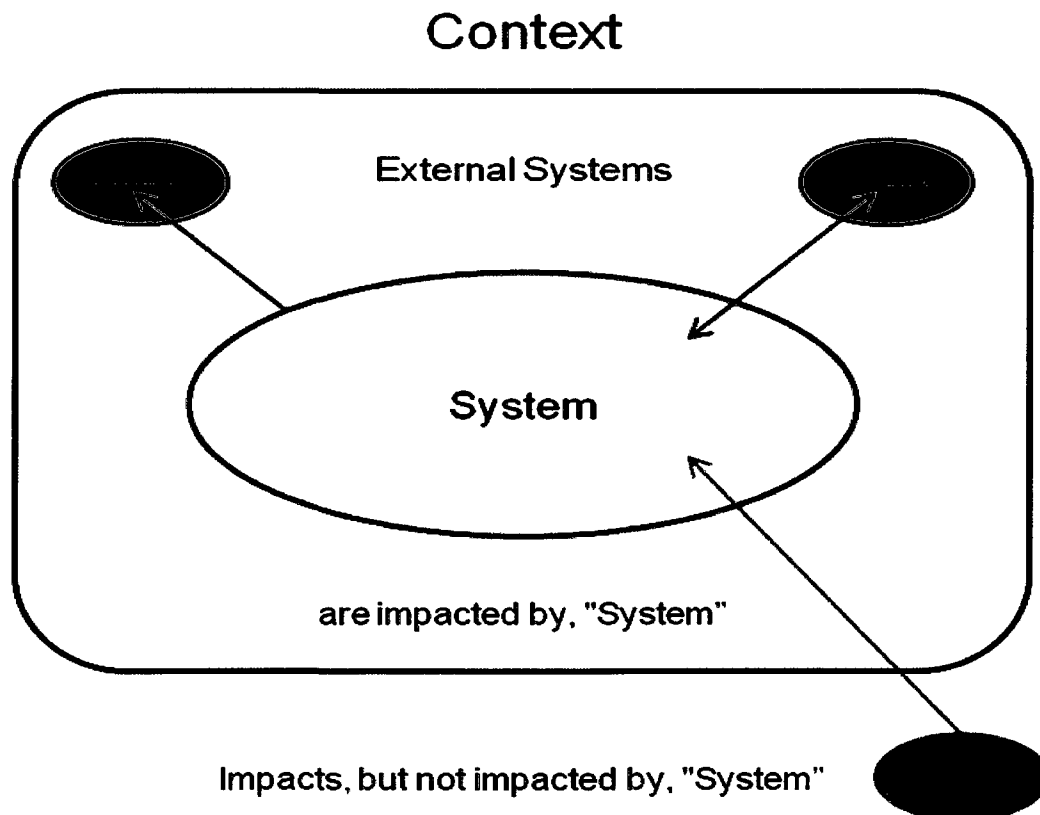 Context
External Systems
System
are impacted by, "System"
Impacts, but not impacted by, "System"